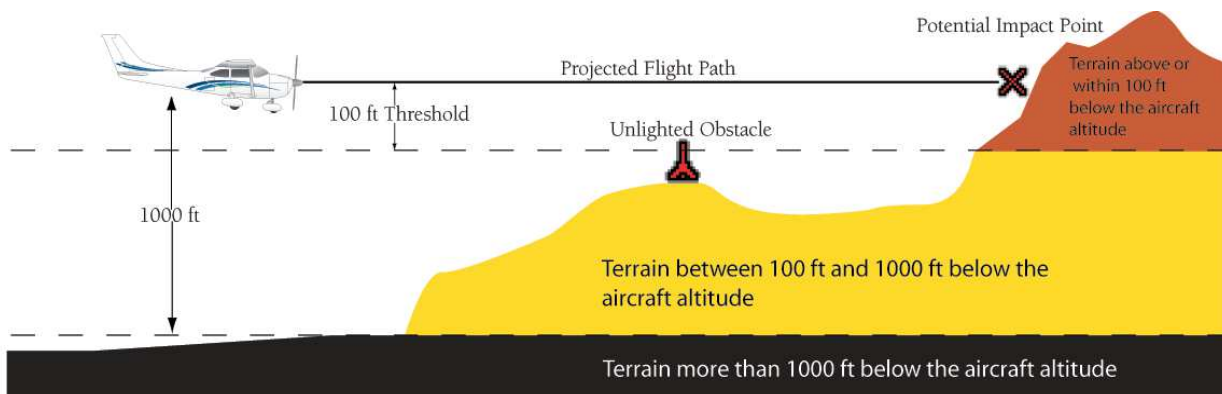 Potential Impact Point
Projected Flight Path
Terrain above or
within 100 ft
below the aircraft
altitude
100 ft Threshold
Unlighted Obstacle
1000 ft
Terrain between 100 ft and 1000 ft below the
aircraft altitude
Terrain more than 1000 ft below the aircraft altitude